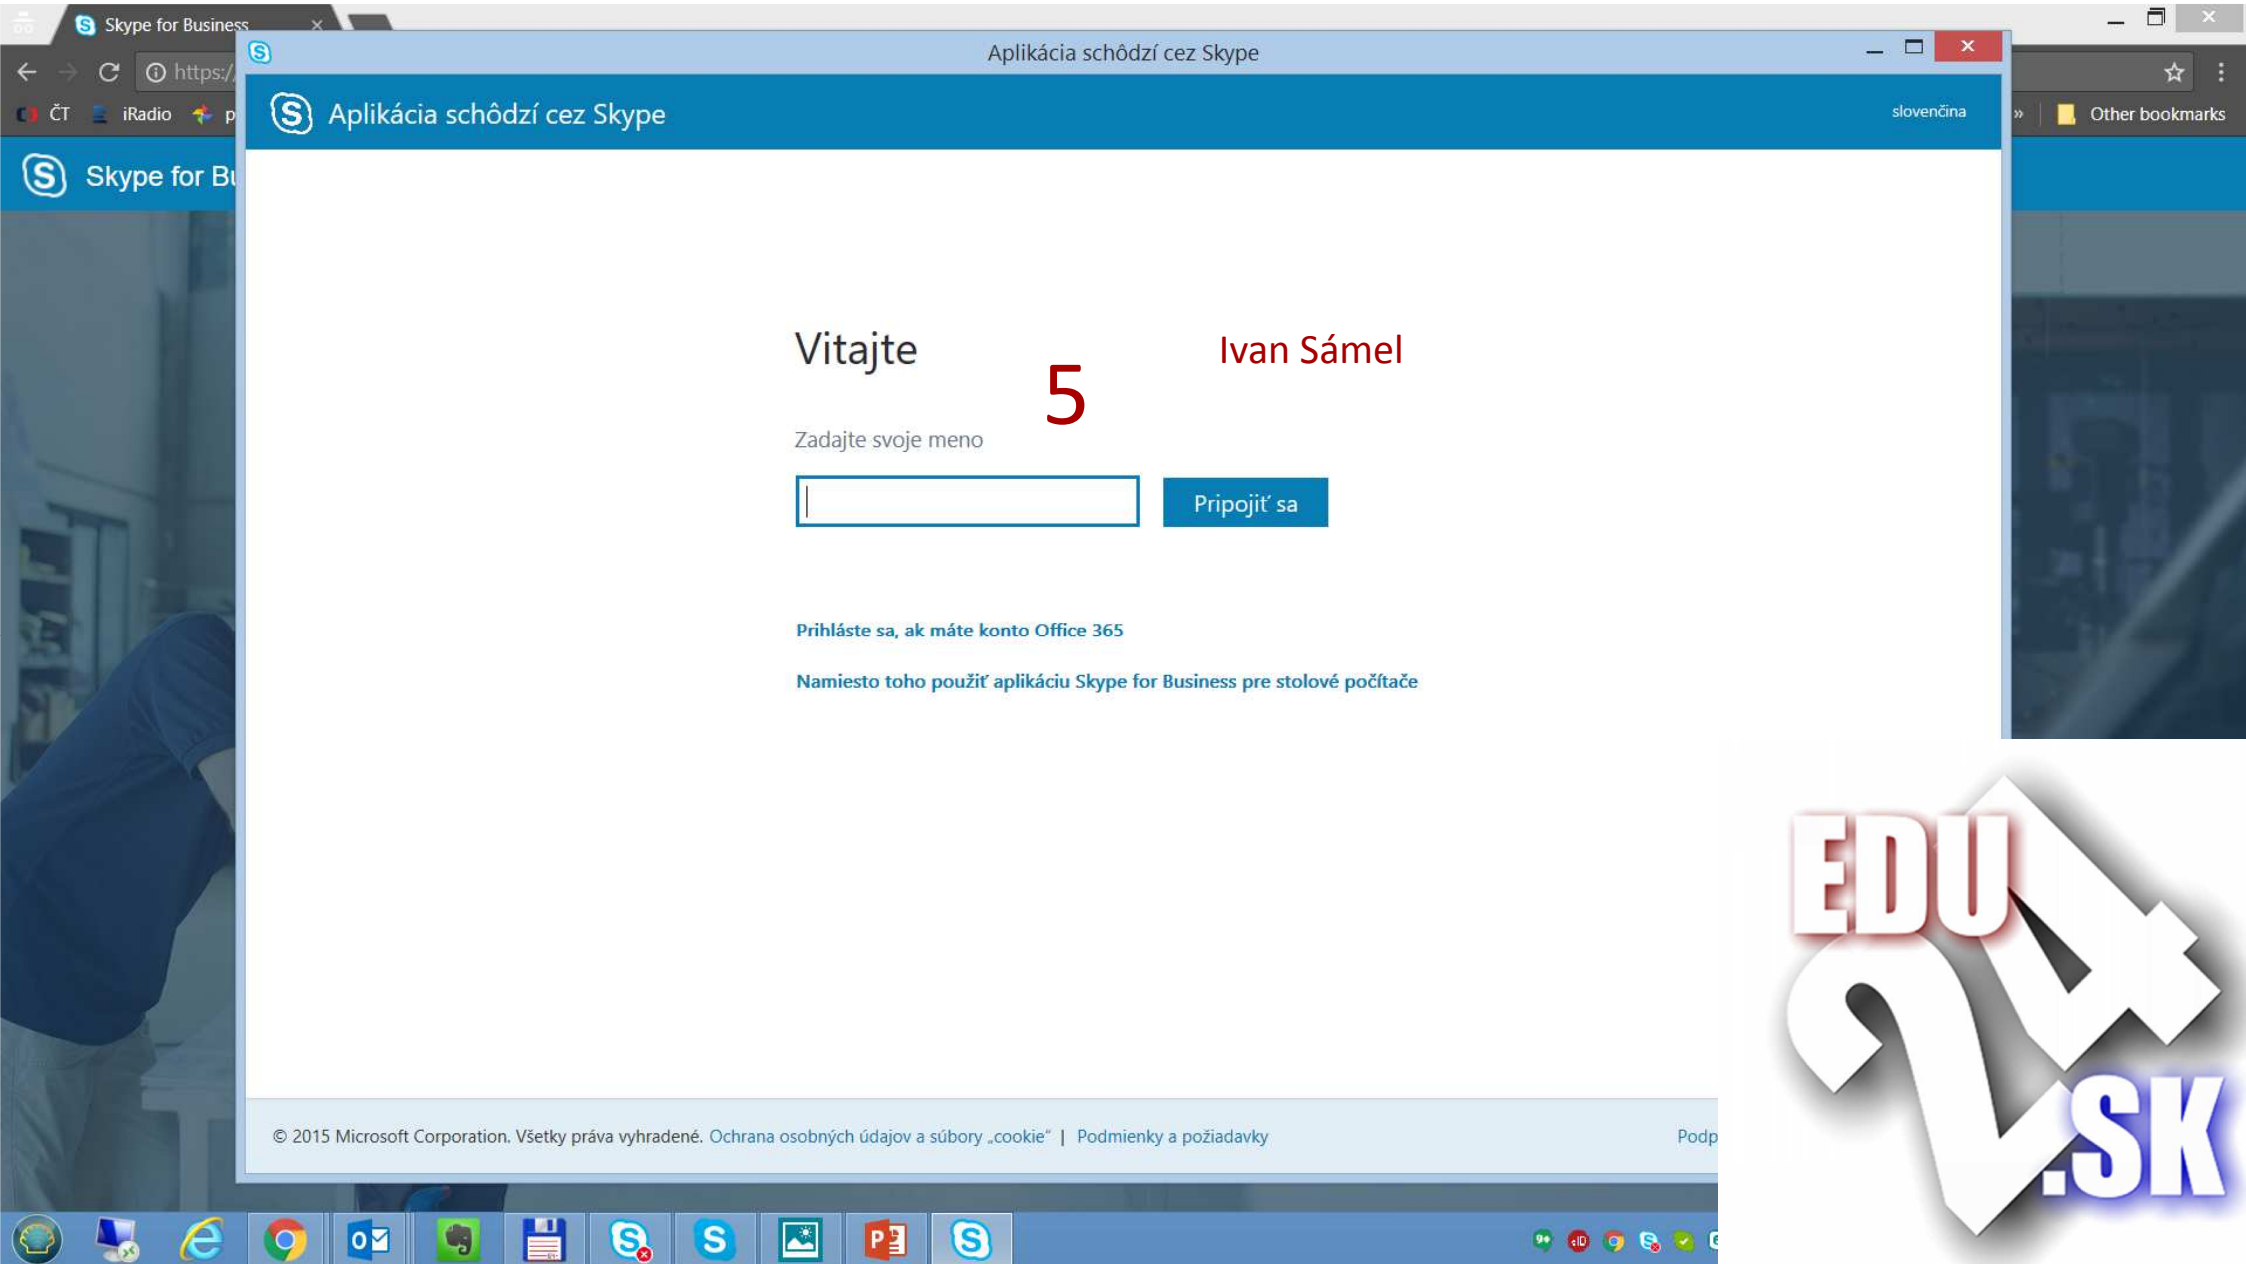 Skype for Business
Aplikácia schôdzí cez Skype
https:/
ČT
iRadio
p
»
Other bookmarks
Aplikácia schôdzí cez Skype
slovenčina
Skype for Bu
Vitajte
Ivan Sámel
5
Zadajte svoje meno
Pripojiť sa
Prihláste sa, ak máte konto Office 365
Namiesto toho použiť aplikáciu Skype for Business pre stolové počítače
EDU
24
.SK
© 2015 Microsoft Corporation. Všetky práva vyhradené. Ochrana osobných údajov a súbory „cookie“ | Podmienky a požiadavky
Podp